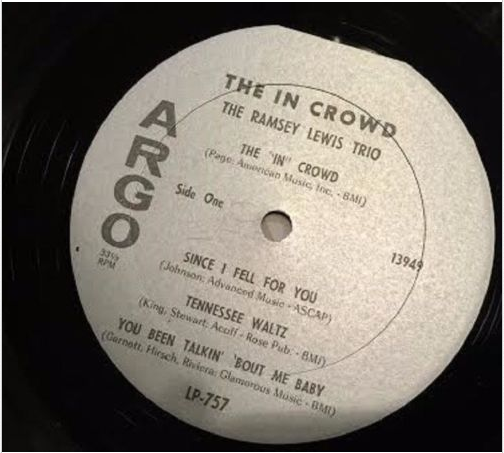 THE IN CROWD
THE RAMSEY LEWIS TRIO
THE "IN" CROWD
(Page: American Music, Inc. - BMI)
ARGO
Side One
33⅓
RPM
13949
SINCE I FELL FOR YOU
(Johnson: Advanced Music - ASCAP)
TENNESSEE WALTZ
(King, Stewart: Acuff - Rose Pub. - BMI)
YOU BEEN TALKIN' 'BOUT ME BABY
(Garnett, Hirsch, Riviera: Glamorous Music - BMI)
LP-757